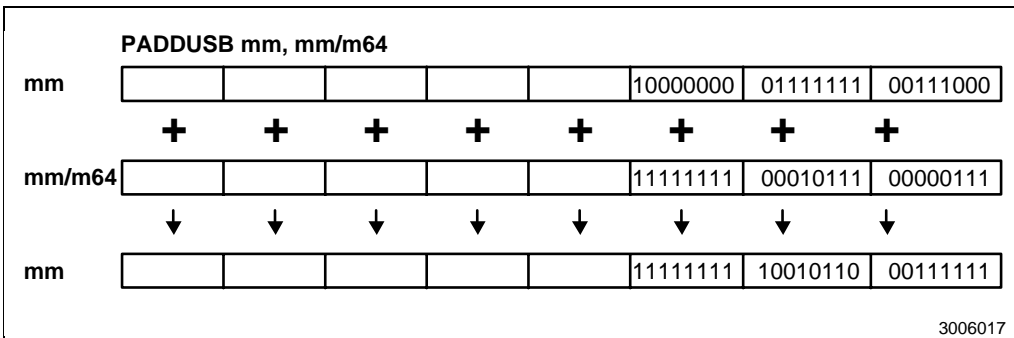 PADDUSB mm, mm/m64
mm 10000000 01111111 00111000
+ + + + + + + +
mm/m64 11111111 00010111 00000111
mm 11111111 10010110 00111111
3006017